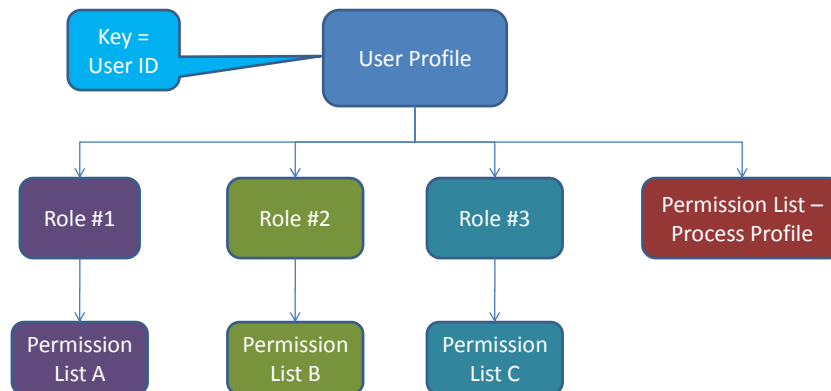 Key =
User ID
User Profile
Role #1
Role #2
Role #3
Permission List –
Process Profile
Permission
List A
Permission
List B
Permission
List C